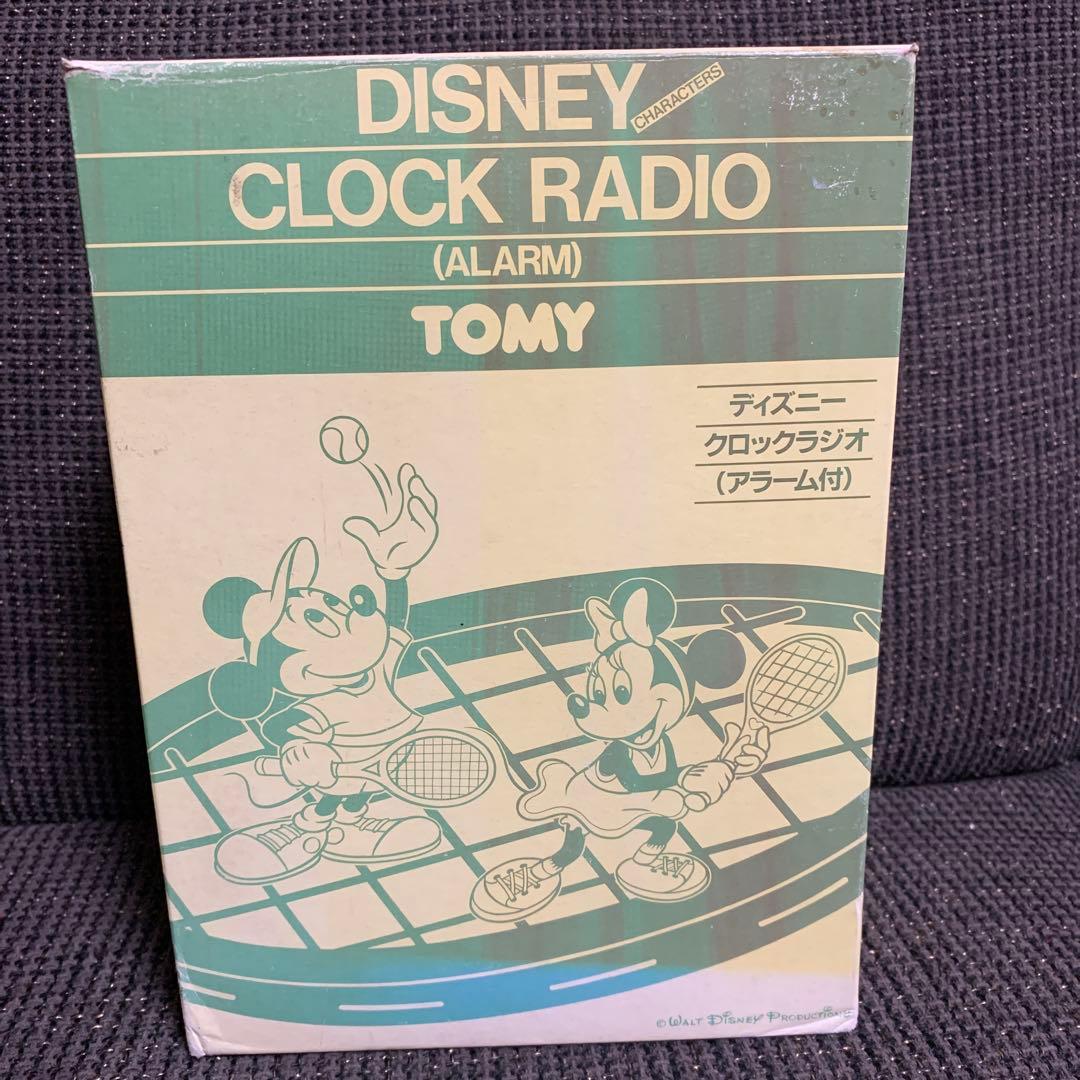 DISNEY
CHARACTERS
CLOCK RADIO
(ALARM)
TOMY
ディズニー
クロックラジオ
(アラーム付)
© WALT DISNEY PRODUCTIONS